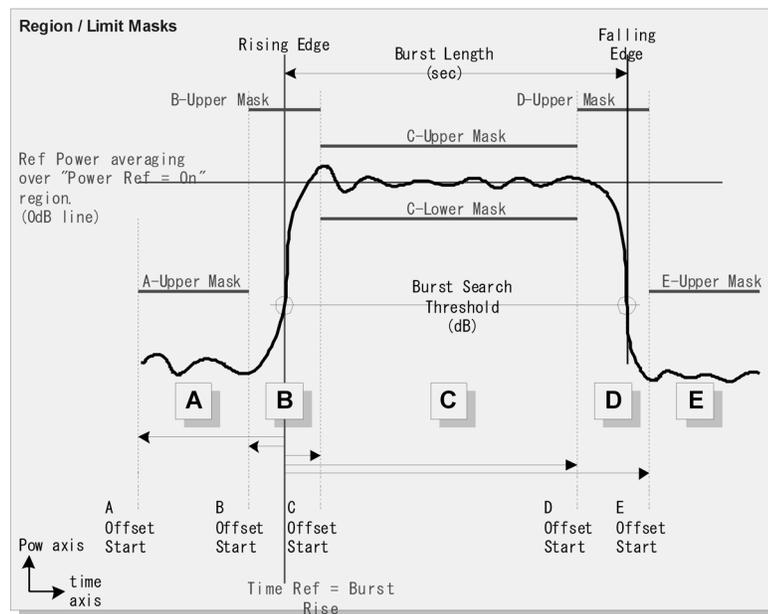 Region / Limit Masks
Rising Edge
Falling
Edge
Burst Length
(sec)
B-Upper Mask
D-Upper Mask
C-Upper Mask
Ref Power averaging
over "Power Ref = On"
region.
(0dB line)
C-Lower Mask
A-Upper Mask
E-Upper Mask
Burst Search
Threshold
(dB)
A
B
C
D
E
A
Offset
Start
B
Offset
Start
C
Offset
Start
D
Offset
Start
E
Offset
Start
Pow axis
time
axis
Time Ref = Burst
Rise